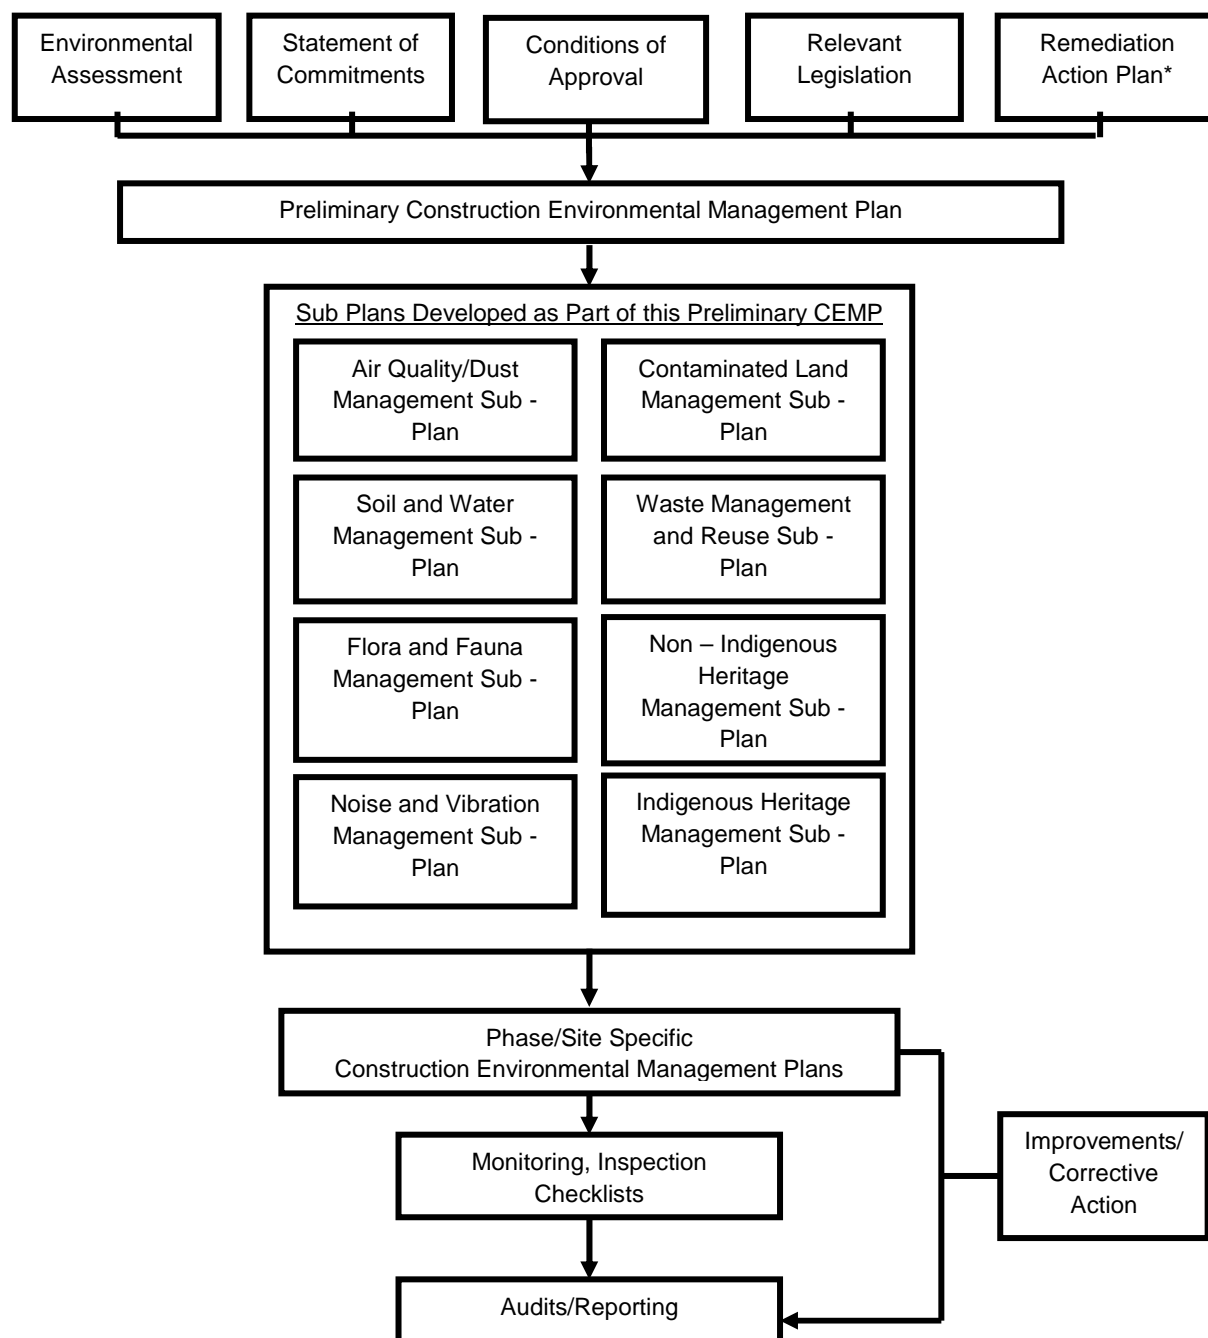 Environmental
Assessment
Statement of
Commitments
Conditions of
Approval
Relevant
Legislation
Remediation
Action Plan*
Preliminary Construction Environmental Management Plan
Sub Plans Developed as Part of this Preliminary CEMP
Air Quality/Dust
Management Sub -
Plan
Contaminated Land
Management Sub -
Plan
Soil and Water
Management Sub -
Plan
Waste Management
and Reuse Sub -
Plan
Flora and Fauna
Management Sub -
Plan
Non – Indigenous
Heritage
Management Sub -
Plan
Noise and Vibration
Management Sub -
Plan
Indigenous Heritage
Management Sub -
Plan
Phase/Site Specific
Construction Environmental Management Plans
Monitoring, Inspection
Checklists
Improvements/
Corrective
Action
Audits/Reporting